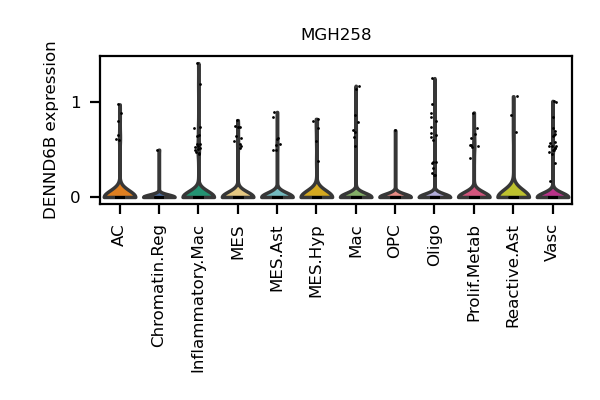 MGH258
DENND6B expression
1
0
AC
Chromatin.Reg
Inflammatory.Mac
MES
MES.Ast
MES.Hyp
Mac
OPC
Oligo
Prolif.Metab
Reactive.Ast
Vasc